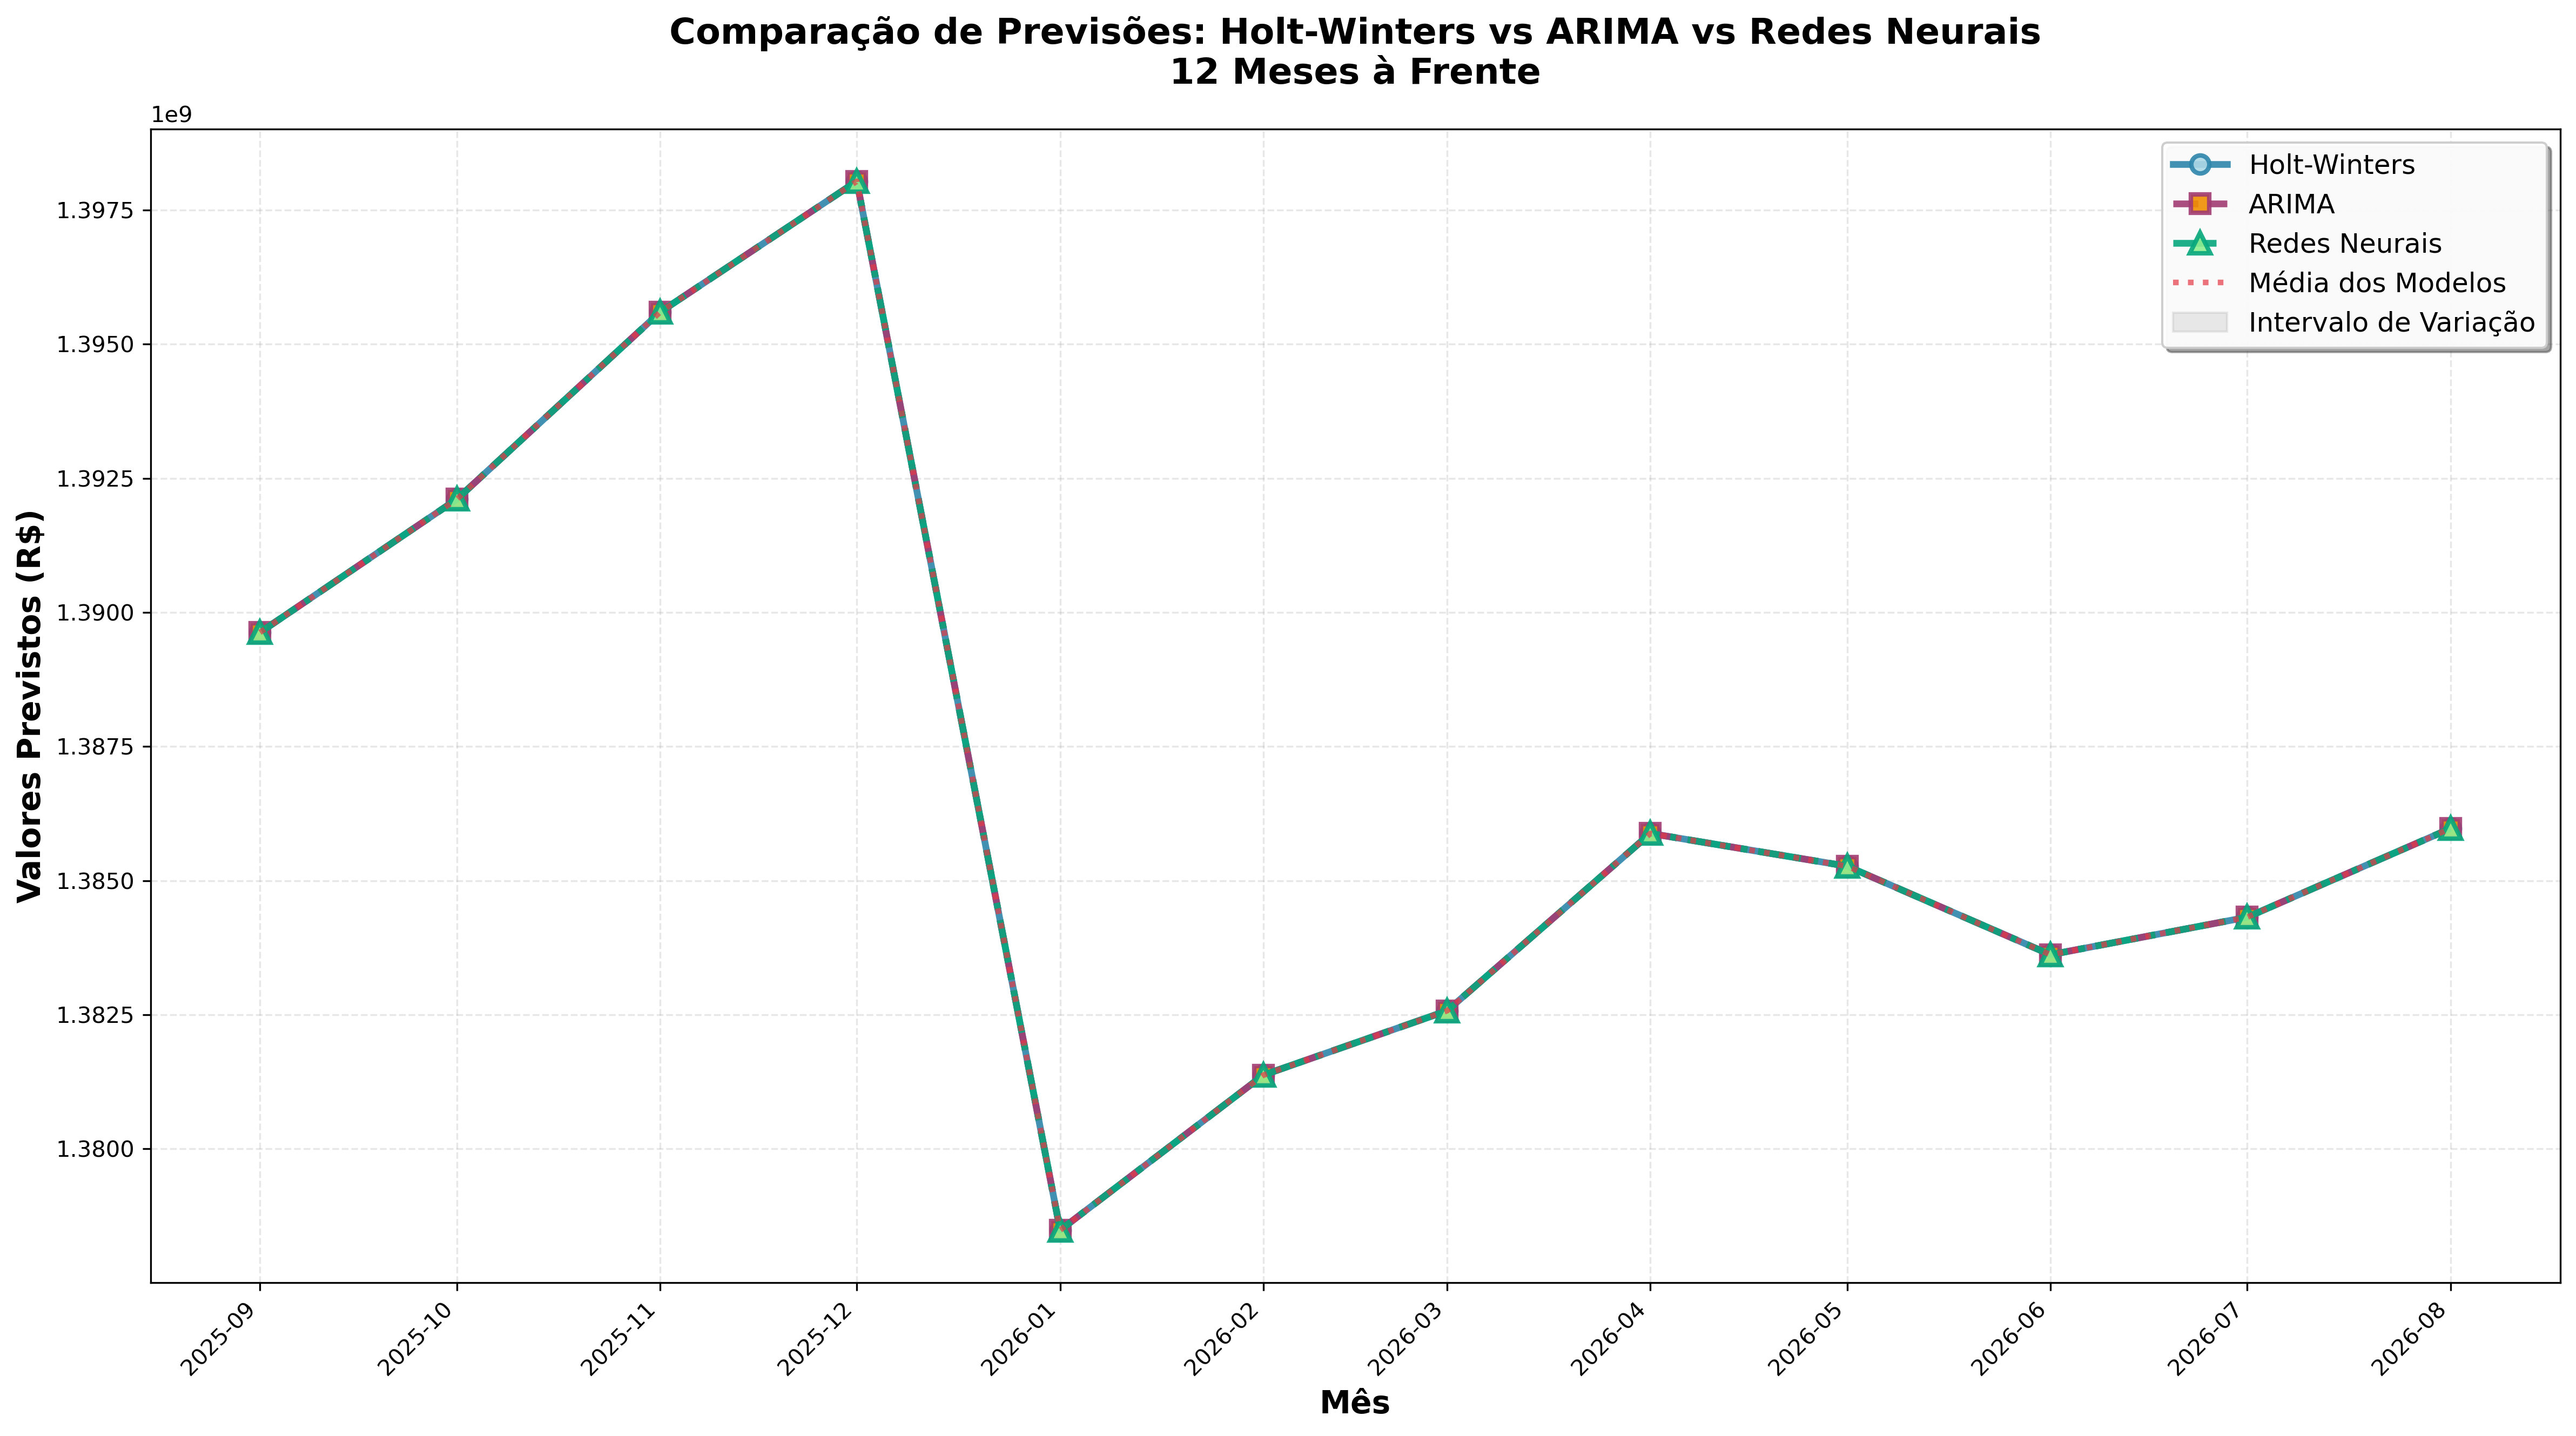 Comparação de Previsões: Holt-Winters vs ARIMA vs Redes Neurais
12 Meses à Frente
1e9
Holt-Winters
ARIMA
Redes Neurais
Média dos Modelos
Intervalo de Variação
1.3975
1.3950
1.3925
1.3900
1.3875
1.3850
1.3825
1.3800
Valores Previstos (R$)
2025-09
2025-10
2025-11
2025-12
2026-01
2026-02
2026-03
2026-04
2026-05
2026-06
2026-07
2026-08
Mês